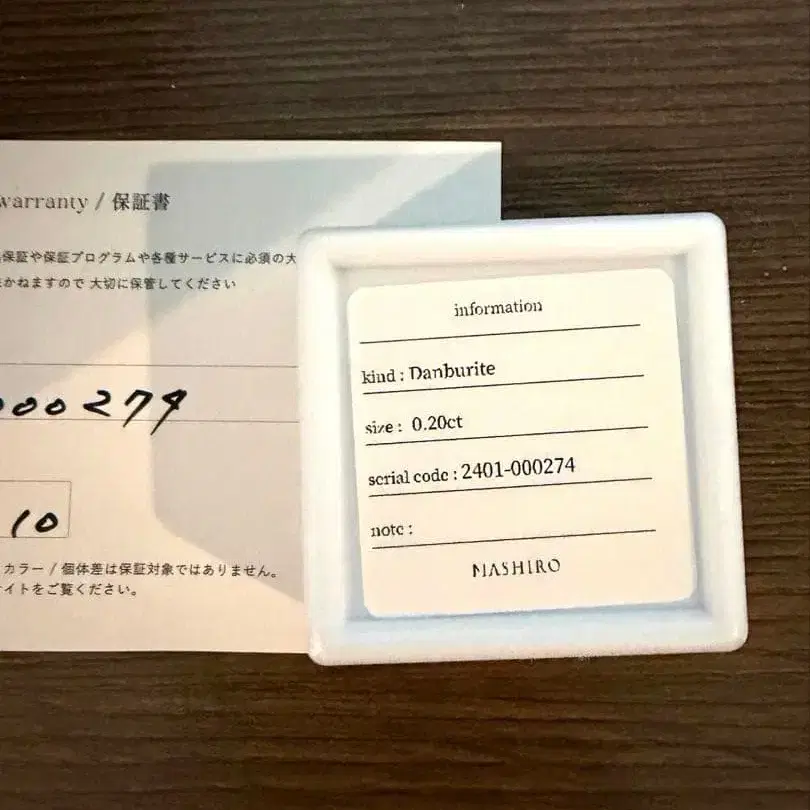 warranty / 保証書
保証や保証プログラムや各種サービスに必須の大
かねますので 大切に保管してください
000274
10
カラー / 個体差は保証対象ではありません。
イトをご覧ください。
information
kind : Danburite
size : 0.20ct
serial code : 2401-000274
note :
MASHIRO